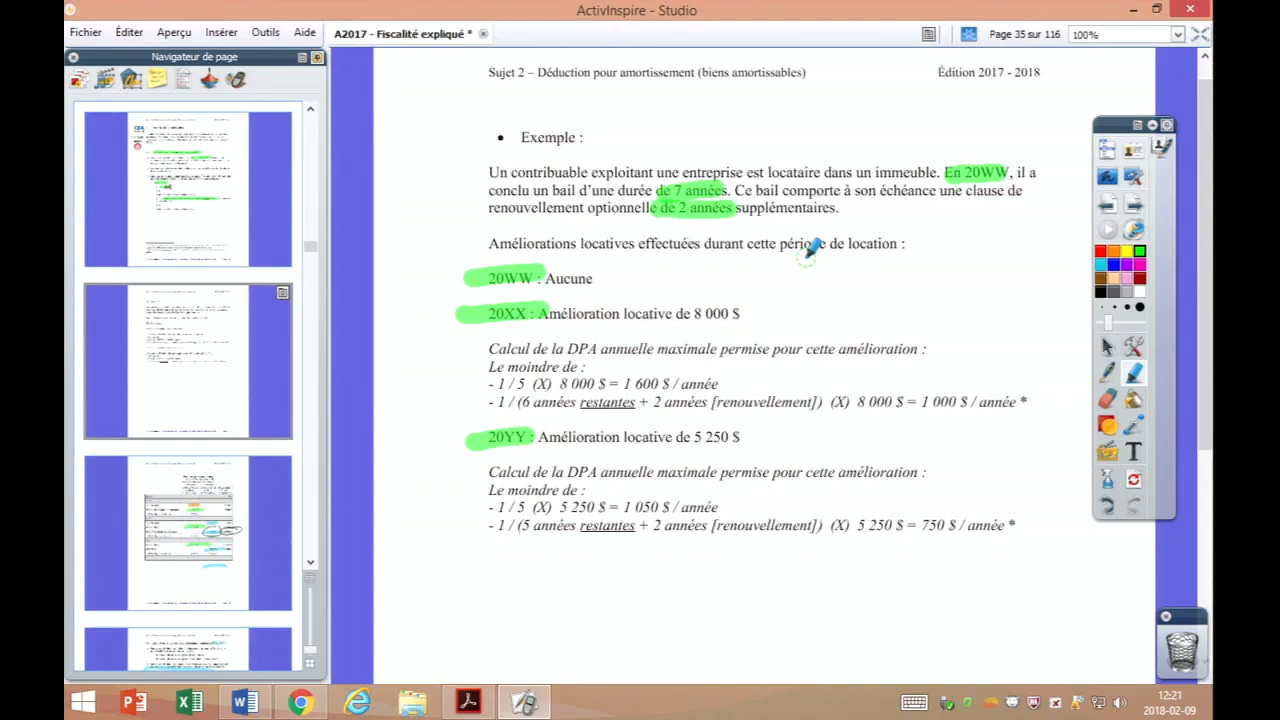 ActivInspire - Studio
Fichier Éditer Aperçu Insérer Outils Aide
A2017 - Fiscalité expliqué *
Page 35 sur 116
100%
Navigateur de page
Sujet 2 – Déduction pour amortissement (biens amortissables) Édition 2017 - 2018
• Exemple :
Un contribuable exploitant une entreprise est locataire dans un immeuble. En 20WW, il a
conclu un bail d'une durée de 7 années. Ce bail comporte à son échéance une clause de
renouvellement optionnelle de 2 années supplémentaires.
Améliorations locatives effectuées durant cette période de location :
20WW : Aucune
20XX : Amélioration locative de 8 000 $
Calcul de la DPA annuelle maximale permise pour cette amélioration :
Le moindre de :
- 1 / 5 (X) 8 000 $ = 1 600 $ / année
- 1 / (6 années restantes + 2 années [renouvellement]) (X) 8 000 $ = 1 000 $ / année *
20YY : Amélioration locative de 5 250 $
Calcul de la DPA annuelle maximale permise pour cette amélioration :
Le moindre de :
- 1 / 5 (X) 5 250 $ = 1 050 $ / année
- 1 / (5 années restantes + 2 années [renouvellement]) (X) 5 250 $ = 750 $ / année *
12:21
2018-02-09